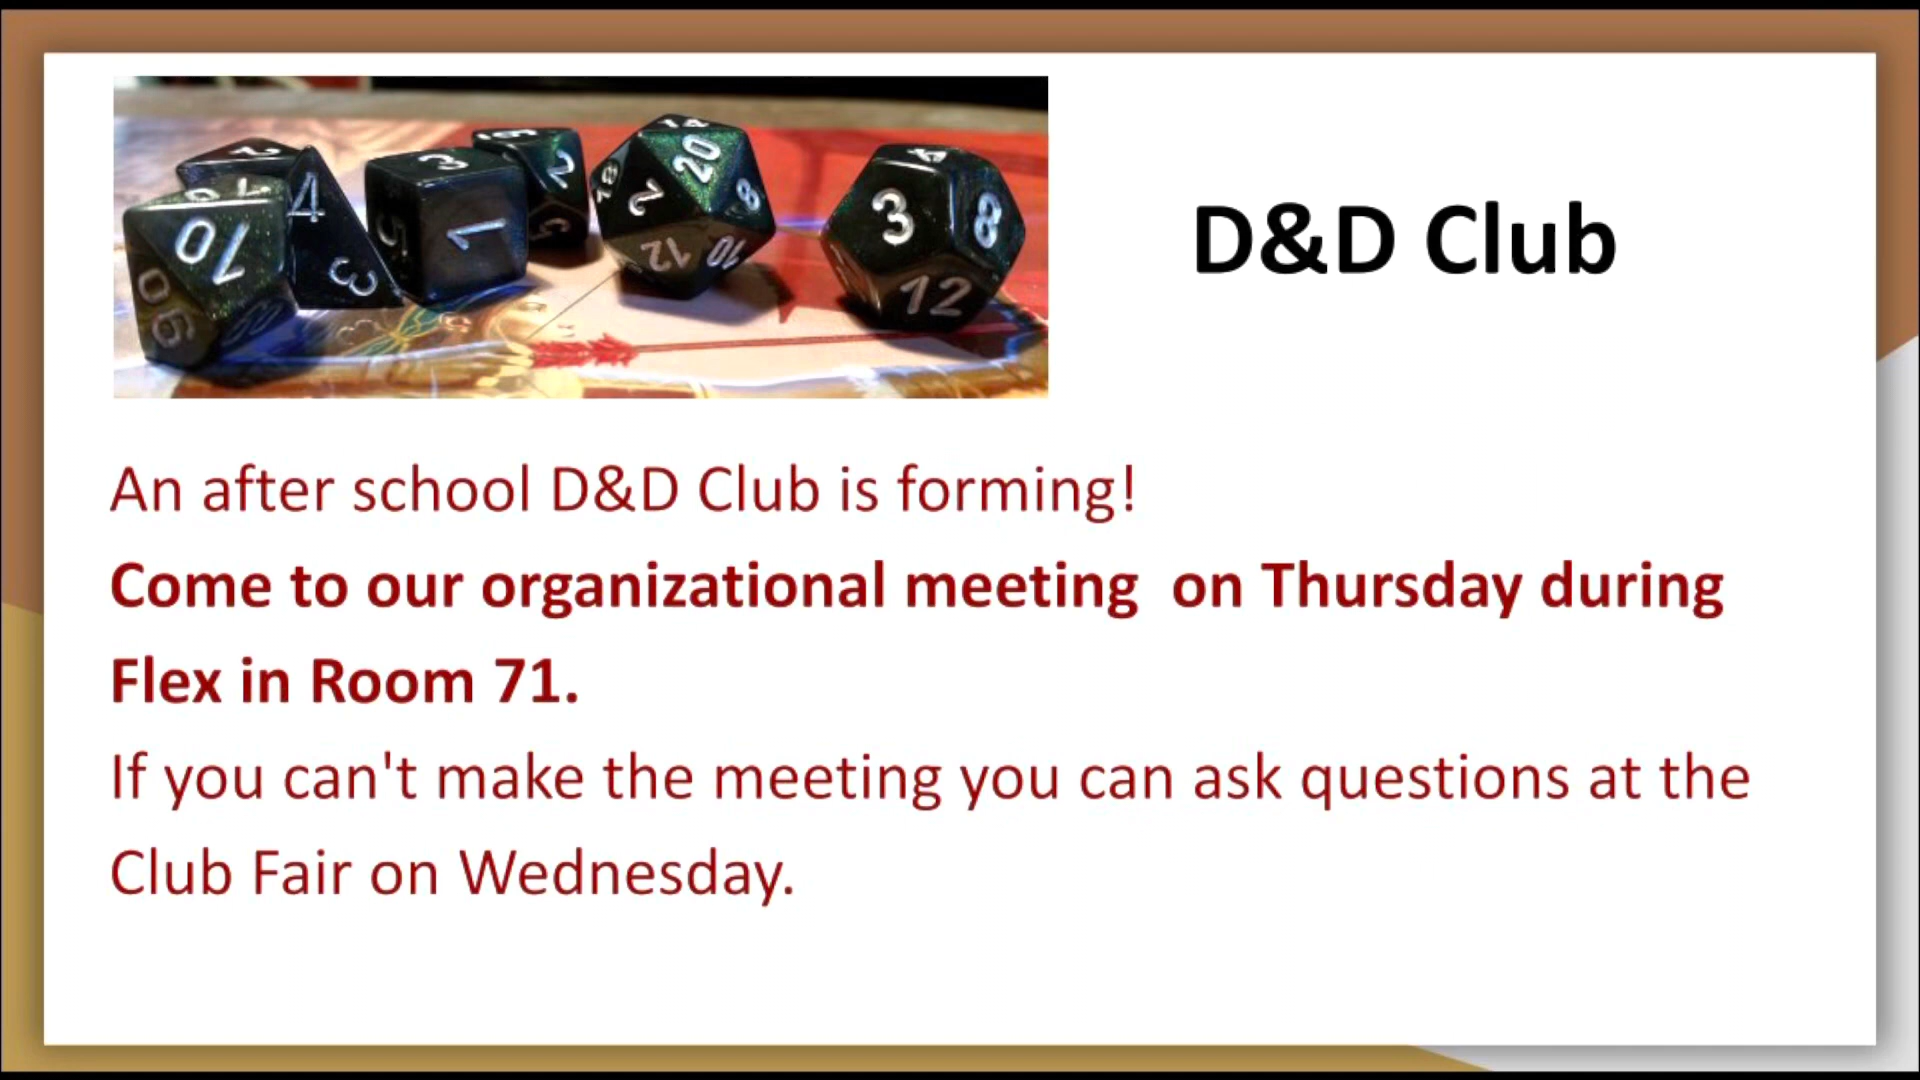 D&D Club
An after school D&D Club is forming!
Come to our organizational meeting  on Thursday during
Flex in Room 71.
If you can't make the meeting you can ask questions at the
Club Fair on Wednesday.